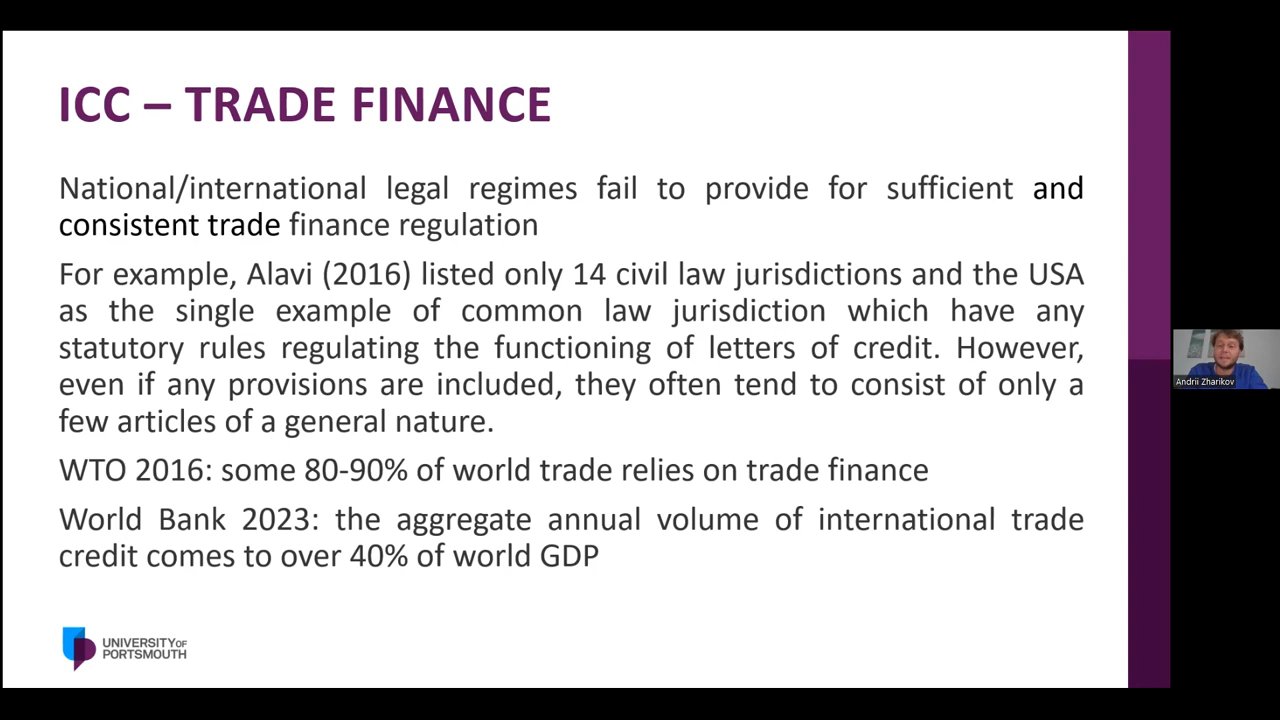 ICC – TRADE FINANCE
National/international legal regimes fail to provide for sufficient and
consistent trade finance regulation
For example, Alavi (2016) listed only 14 civil law jurisdictions and the USA
as the single example of common law jurisdiction which have any
statutory rules regulating the functioning of letters of credit. However,
even if any provisions are included, they often tend to consist of only a
few articles of a general nature.
WTO 2016: some 80-90% of world trade relies on trade finance
World Bank 2023: the aggregate annual volume of international trade
credit comes to over 40% of world GDP
UNIVERSITY OF
PORTSMOUTH
Andrii Zharikov